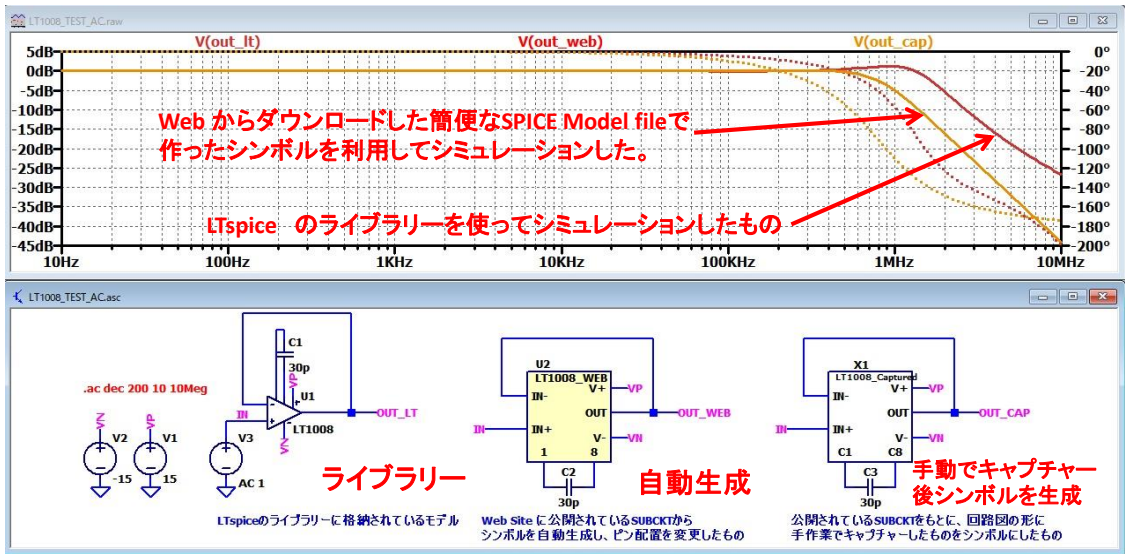 LT1008_TEST_AC.raw
V(out_lt) V(out_web) V(out_cap)
5dB
0dB
-5dB
-10dB
-15dB
-20dB
-25dB
-30dB
-35dB
-40dB
-45dB
0°
-20°
-40°
-60°
-80°
-100°
-120°
-140°
-160°
-180°
-200°
10Hz 100Hz 1KHz 10KHz 100KHz 1MHz 10MHz
Web からダウンロードした簡便なSPICE Model fileで
作ったシンボルを利用してシミュレーションした。
LTspice のライブラリーを使ってシミュレーションしたもの
LT1008_TEST_AC.asc
.ac dec 200 10 10Meg
VN
V2
-15
VP
V1
15
IN
V3
AC 1
C1
30p
VP
U1
LT1008
VN
OUT_LT
ライブラリー
LTspiceのライブラリーに格納されているモデル
U2
LT1008_WEB
V+
VP
IN-
OUT
OUT_WEB
IN
IN+
V-
VN
1 8
C2
30p
自動生成
Web Site に公開されているSUBCKTから
シンボルを自動生成し、ピン配置を変更したもの
X1
LT1008_Captured
V+
VP
IN-
OUT
OUT_CAP
IN
IN+
V-
VN
C1 C8
C3
30p
手動でキャプチャー
後シンボルを生成
公開されているSUBCKTをもとに、回路図の形に
手作業でキャプチャーしたものをシンボルにしたもの